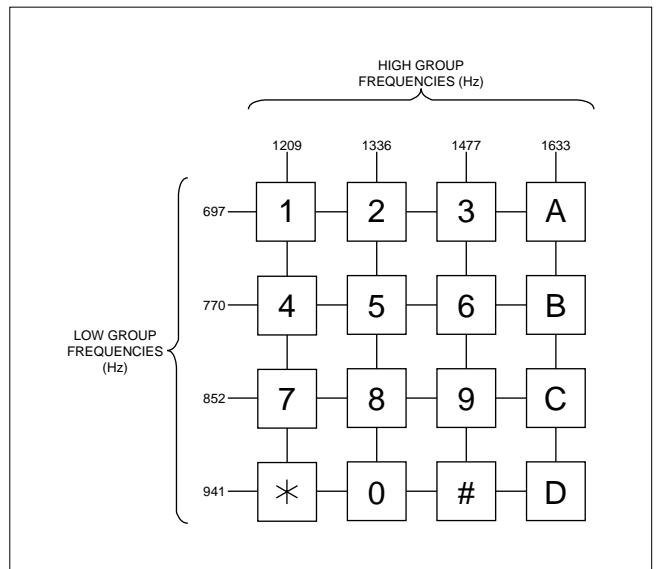 HIGH GROUP
FREQUENCIES (Hz)
1209 1336 1477 1633
697 1 2 3 A
770 4 5 6 B
LOW GROUP
FREQUENCIES
(Hz)
852 7 8 9 C
941 * 0 # D